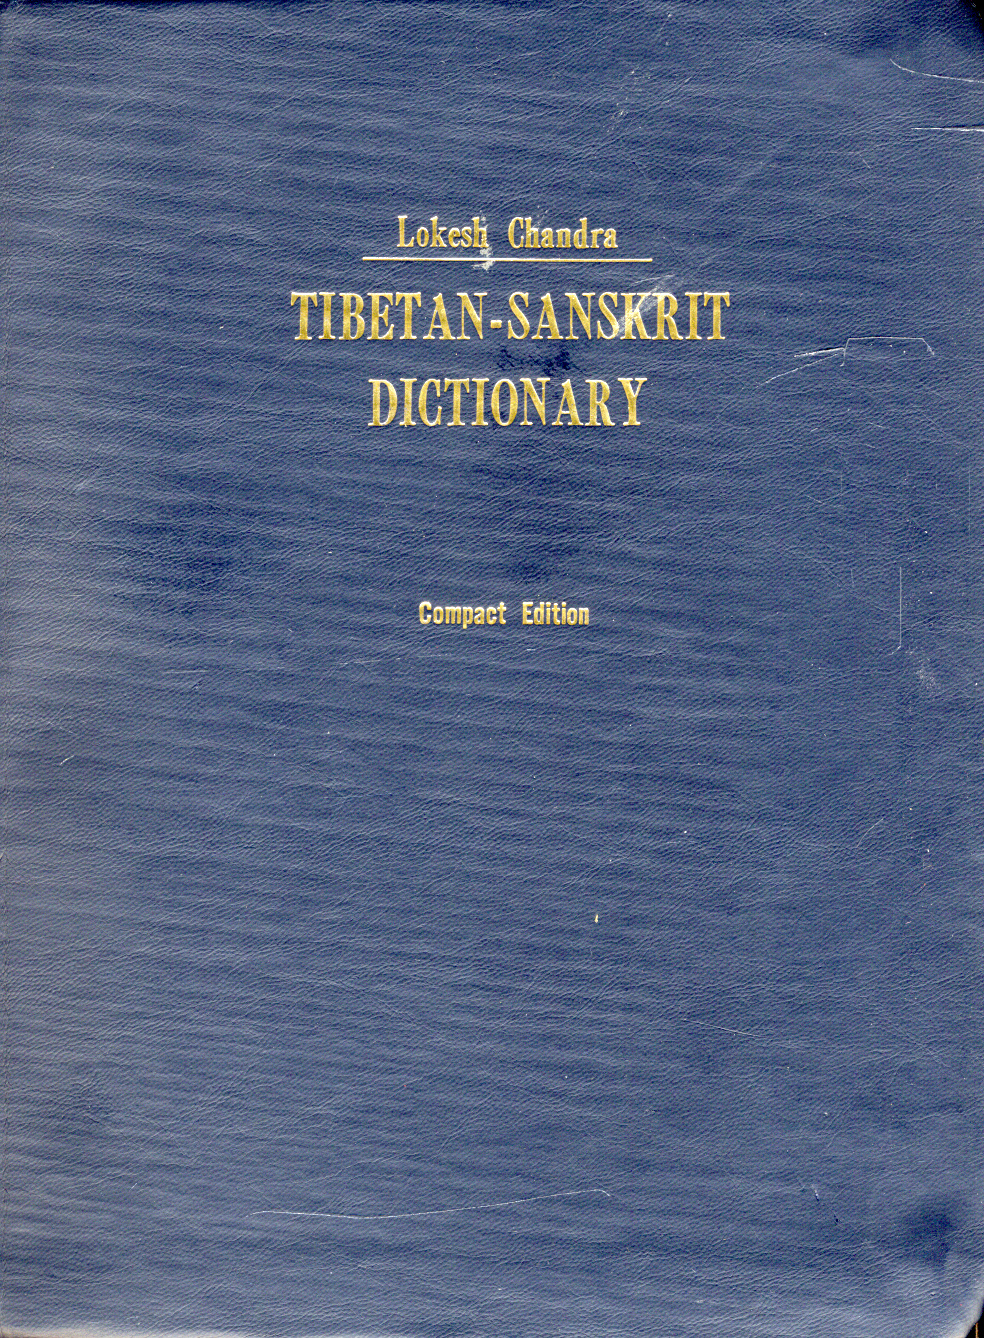 Lokesh Chandra
TIBETAN-SANSKRIT
DICTIONARY
Compact Edition